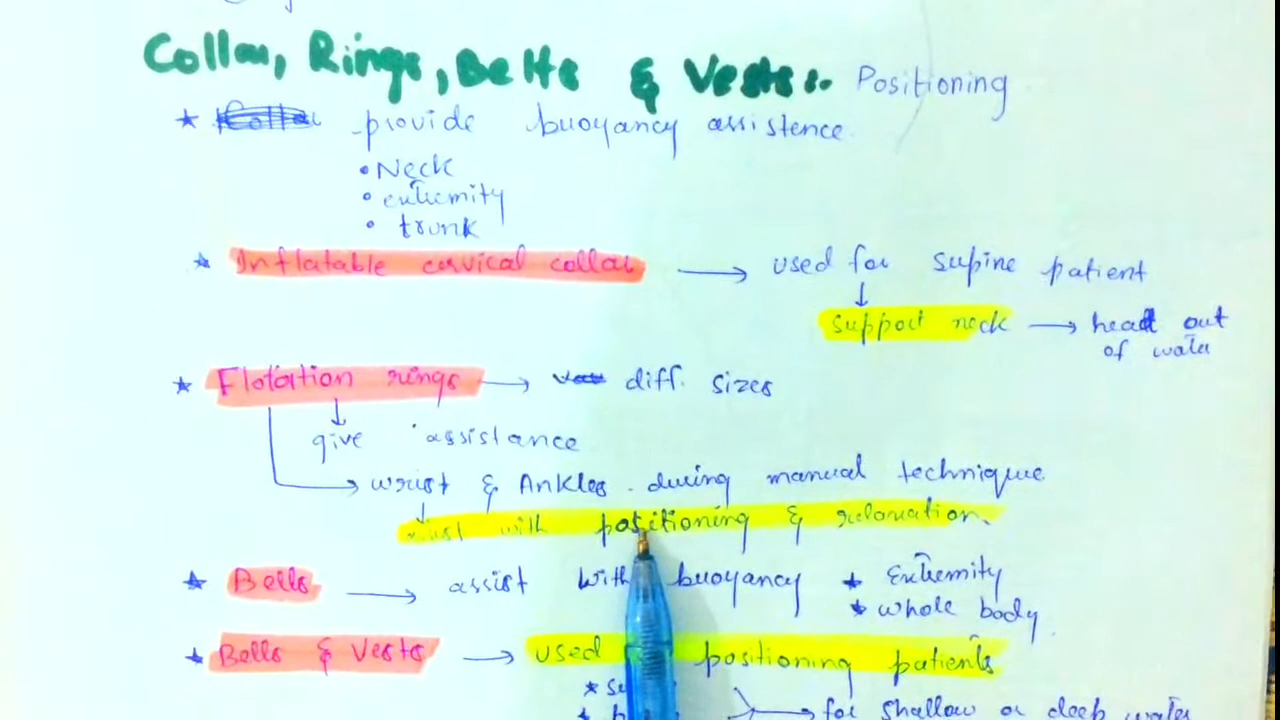 Collar, Rings, Belts & Vests:- Positioning
* provide buoyancy assistence
• Neck
• extremity
• trunk
* Inflatable cervical collar → used for supine patient
↓
support neck → head out of water
* Flotation rings → diff. sizes
↓
give assistance
→ wrist & Ankles during manual technique
with positioning & relaxation.
* Belts → assist with buoyancy * Extremity
* whole body.
* Belts & Vests → used positioning patients
→ for shallow or deep water